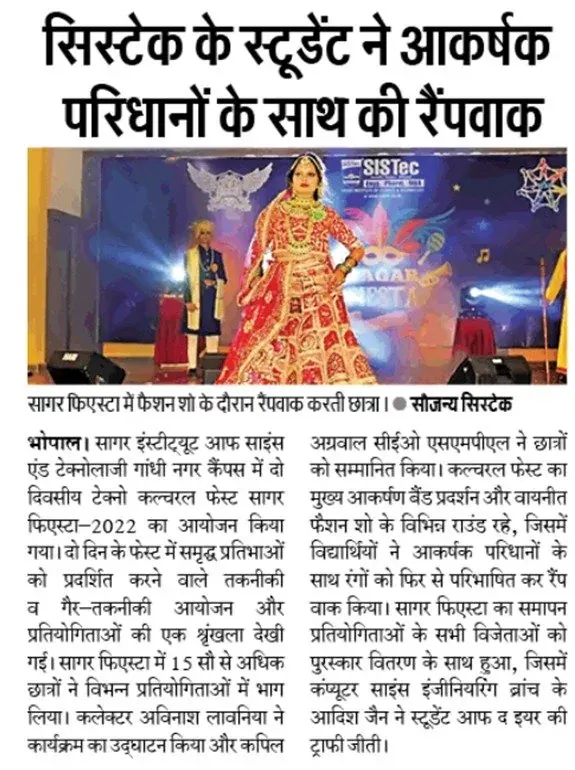 सिस्टेक के स्टूडेंट ने आकर्षक
परिधानों के साथ की रैंपवाक
SISTec
SAGAR
FIESTA
सागर फिएस्टा में फैशन शो के दौरान रैंपवाक करती छात्रा। ● सौजन्य सिस्टेक
भोपाल। सागर इंस्टीट्यूट आफ साइंस
एंड टेक्नोलाजी गांधी नगर कैंपस में दो
दिवसीय टेक्नो कल्चरल फेस्ट सागर
फिएस्टा-2022 का आयोजन किया
गया। दो दिन के फेस्ट में समृद्ध प्रतिभाओं
को प्रदर्शित करने वाले तकनीकी
व गैर-तकनीकी आयोजन और
प्रतियोगिताओं की एक श्रृंखला देखी
गई। सागर फिएस्टा में 15 सौ से अधिक
छात्रों ने विभन्न प्रतियोगिताओं में भाग
लिया। कलेक्टर अविनाश लावनिया ने
कार्यक्रम का उद्घाटन किया और कपिल
अग्रवाल सीईओ एसएमपीएल ने छात्रों
को सम्मानित किया। कल्चरल फेस्ट का
मुख्य आकर्षण बैंड प्रदर्शन और वायनीत
फैशन शो के विभिन्न राउंड रहे, जिसमें
विद्यार्थियों ने आकर्षक परिधानों के
साथ रंगों को फिर से परिभाषित कर रैंप
वाक किया। सागर फिएस्टा का समापन
प्रतियोगिताओं के सभी विजेताओं को
पुरस्कार वितरण के साथ हुआ, जिसमें
कंप्यूटर साइंस इंजीनियरिंग ब्रांच के
आदिश जैन ने स्टूडेंट आफ द इयर की
ट्राफी जीती।